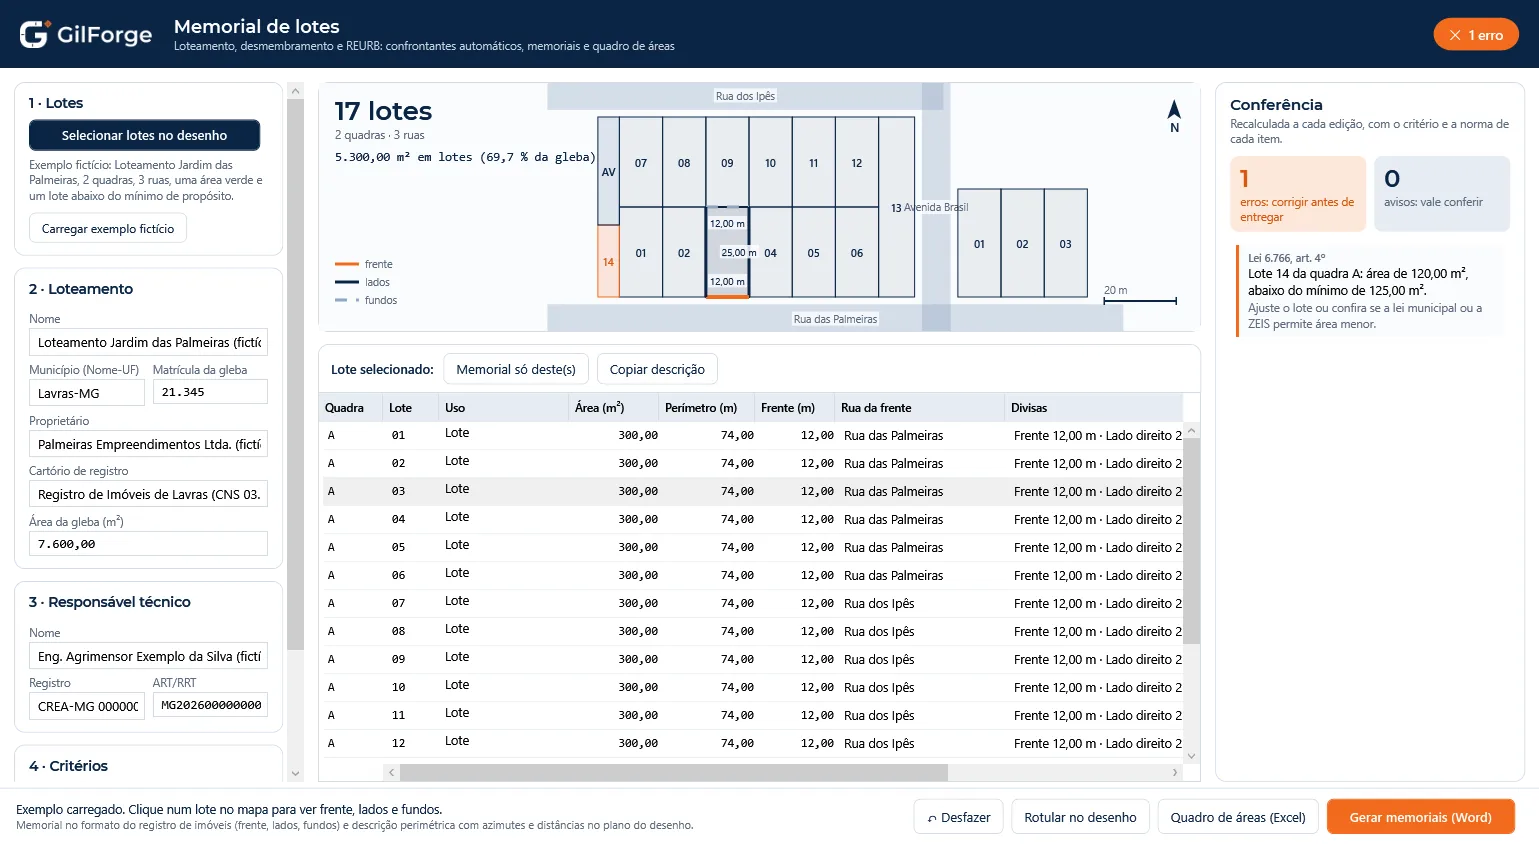 GilForge
Memorial de lotes
Loteamento, desmembramento e REURB: confrontantes automáticos, memoriais e quadro de áreas
1 erro
1 · Lotes
Selecionar lotes no desenho
Exemplo fictício: Loteamento Jardim das
Palmeiras, 2 quadras, 3 ruas, uma área verde e
um lote abaixo do mínimo de propósito.
Carregar exemplo fictício
2 · Loteamento
Nome
Loteamento Jardim das Palmeiras (fictíc
Município (Nome-UF) Matrícula da gleba
Lavras-MG 21.345
Proprietário
Palmeiras Empreendimentos Ltda. (fictí
Cartório de registro
Registro de Imóveis de Lavras (CNS 03.
Área da gleba (m²)
7.600,00
3 · Responsável técnico
Nome
Eng. Agrimensor Exemplo da Silva (fictí
Registro ART/RRT
CREA-MG 000000 MG202600000000
4 · Critérios
17 lotes
2 quadras · 3 ruas
5.300,00 m² em lotes (69,7 % da gleba)
frente
lados
fundos
Rua dos Ipês
N
AV 07 08 09 10 11 12
13 Avenida Brasil
14 01 02 04 05 06
12,00 m
25,00 m
12,00 m
01 02 03
20 m
Rua das Palmeiras
Lote selecionado: Memorial só deste(s) Copiar descrição
Quadra Lote Uso Área (m²) Perímetro (m) Frente (m) Rua da frente Divisas
A 01 Lote 300,00 74,00 12,00 Rua das Palmeiras Frente 12,00 m · Lado direito 2
A 02 Lote 300,00 74,00 12,00 Rua das Palmeiras Frente 12,00 m · Lado direito 2
A 03 Lote 300,00 74,00 12,00 Rua das Palmeiras Frente 12,00 m · Lado direito 2
A 04 Lote 300,00 74,00 12,00 Rua das Palmeiras Frente 12,00 m · Lado direito 2
A 05 Lote 300,00 74,00 12,00 Rua das Palmeiras Frente 12,00 m · Lado direito 2
A 06 Lote 300,00 74,00 12,00 Rua das Palmeiras Frente 12,00 m · Lado direito 2
A 07 Lote 300,00 74,00 12,00 Rua dos Ipês Frente 12,00 m · Lado direito 2
A 08 Lote 300,00 74,00 12,00 Rua dos Ipês Frente 12,00 m · Lado direito 2
A 09 Lote 300,00 74,00 12,00 Rua dos Ipês Frente 12,00 m · Lado direito 2
A 10 Lote 300,00 74,00 12,00 Rua dos Ipês Frente 12,00 m · Lado direito 2
A 11 Lote 300,00 74,00 12,00 Rua dos Ipês Frente 12,00 m · Lado direito 2
A 12 Lote 300,00 74,00 12,00 Rua dos Ipês Frente 12,00 m · Lado direito 2
Conferência
Recalculada a cada edição, com o critério e a norma de
cada item.
1
erros: corrigir antes de
entregar
0
avisos: vale conferir
Lei 6.766, art. 4º
Lote 14 da quadra A: área de 120,00 m²,
abaixo do mínimo de 125,00 m².
Ajuste o lote ou confira se a lei municipal ou a
ZEIS permite área menor.
Exemplo carregado. Clique num lote no mapa para ver frente, lados e fundos.
Memorial no formato do registro de imóveis (frente, lados, fundos) e descrição perimétrica com azimutes e distâncias no plano do desenho.
Desfazer
Rotular no desenho
Quadro de áreas (Excel)
Gerar memoriais (Word)